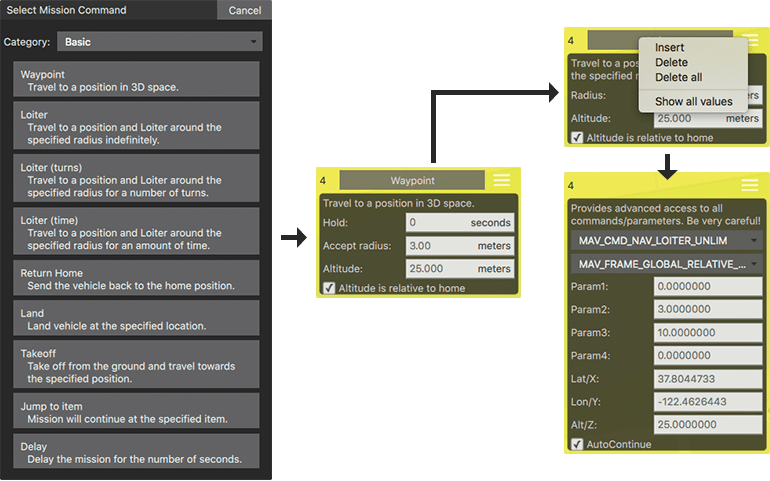 Select Mission Command
Cancel
Category:
Basic
Waypoint
Travel to a position in 3D space.
Loiter
Travel to a position and Loiter around the
specified radius indefinitely.
Loiter (turns)
Travel to a position and Loiter around the
specified radius for a number of turns.
Loiter (time)
Travel to a position and Loiter around the
specified radius for an amount of time.
Return Home
Send the vehicle back to the home position.
Land
Land vehicle at the specified location.
Takeoff
Take off from the ground and travel towards
the specified position.
Jump to item
Mission will continue at the specified item.
Delay
Delay the mission for the number of seconds.
4
Waypoint
Travel to a position in 3D space.
Hold:
0 seconds
Accept radius:
3.00 meters
Altitude:
25.000 meters
Altitude is relative to home
4
Travel to a
the specified
Radius:
Altitude:
25.000 meters
Altitude is relative to home
Insert
Delete
Delete all
Show all values
4
Provides advanced access to all
commands/parameters. Be very careful!
MAV_CMD_NAV_LOITER_UNLIM
MAV_FRAME_GLOBAL_RELATIVE_...
Param1:
0.0000000
Param2:
3.0000000
Param3:
10.0000000
Param4:
0.0000000
Lat/X:
37.8044733
Lon/Y:
-122.4626443
Alt/Z:
25.0000000
AutoContinue